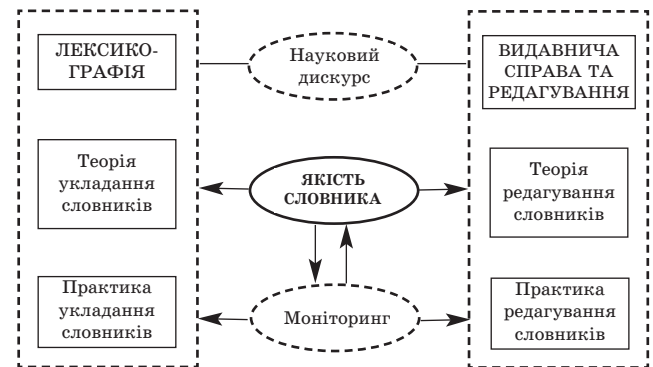 ЛЕКСИКО-
ГРАФІЯ
Науковий
дискурс
ВИДАВНИЧА
СПРАВА ТА
РЕДАГУВАННЯ
Теорія
укладання
словників
ЯКІСТЬ
СЛОВНИКА
Теорія
редагування
словників
Практика
укладання
словників
Моніторинг
Практика
редагування
словників